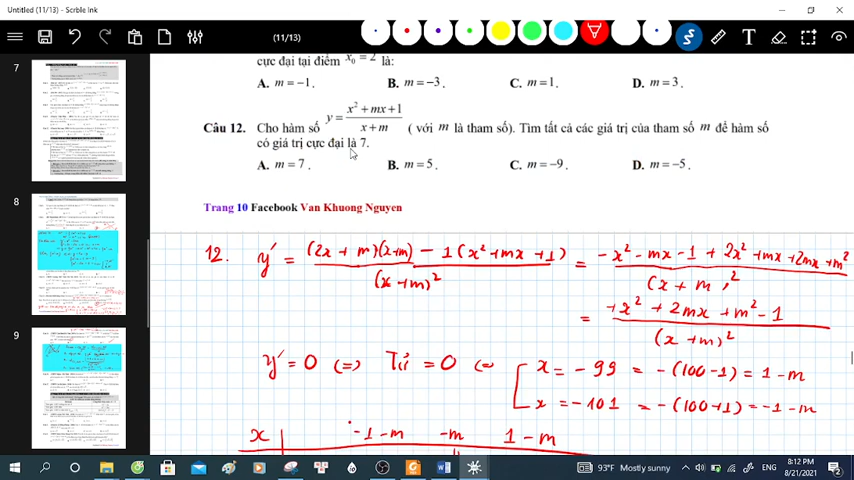 Untitled (11/13) - Scrble Ink
(11/13)
7
8
9
cực đại tại điểm x₀ = 2 là:
A. m = −1. B. m = −3. C. m = 1. D. m = 3.
Câu 12. Cho hàm số y = (x² + mx + 1)/(x + m) ( với m là tham số). Tìm tất cả các giá trị của tham số m để hàm số
có giá trị cực đại là 7.
A. m = 7. B. m = 5. C. m = −9. D. m = −5.
Trang 10 Facebook Van Khuong Nguyen
12. y' = ((2x + m)(x+m) − 1(x² + mx + 1))/(x + m)² = (−x² − mx − 1 + 2x² + mx + 2mx + m²)/(x + m)²
= (+x² + 2mx + m² − 1)/(x + m)²
y' = 0 (=) Tử = 0 (= [ x = −99 = −(100−1) = 1 − m
x = −101 = −(100+1) = −1 − m
x | −1 − m −m 1 − m
93°F Mostly sunny
8:12 PM
8/21/2021